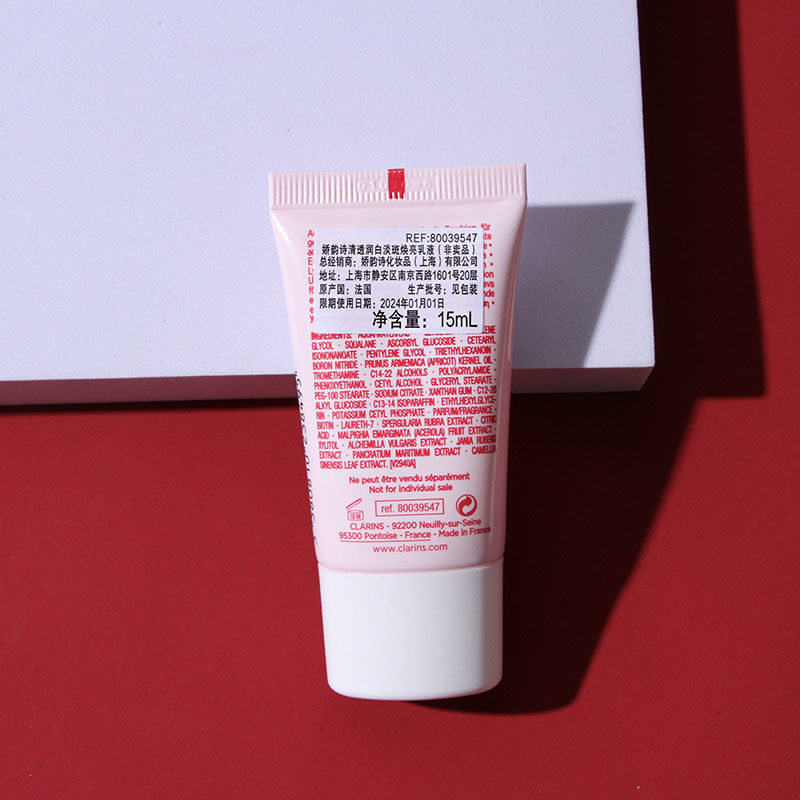 REF:80039547
娇韵诗清透润白淡斑焕亮乳液（非卖品）
总经销商：娇韵诗化妆品（上海）有限公司
地址：上海市静安区南京西路1601号20层
原产国：法国 生产批号：见包装
限期使用日期：2024年01月01日
净含量：15mL
INGREDIENTS:
GLYCOL · SQUALANE · ASCORBYL GLUCOSIDE · CETEARYL
ISONONANOATE · PENTYLENE GLYCOL · TRIETHYLHEXANOIN ·
BORON NITRIDE · PRUNUS ARMENIACA (APRICOT) KERNEL OIL ·
TROMETHAMINE · C14-22 ALCOHOLS · POLYACRYLAMIDE ·
PHENOXYETHANOL · CETYL ALCOHOL · GLYCERYL STEARATE ·
PEG-100 STEARATE · SODIUM CITRATE · XANTHAN GUM · C12-20
ALKYL GLUCOSIDE · C13-14 ISOPARAFFIN · ETHYLHEXYLGLYCE-
RIN · POTASSIUM CETYL PHOSPHATE · PARFUM/FRAGRANCE ·
BIOTIN · LAURETH-7 · SPERGULARIA RUBRA EXTRACT · CITRIC
ACID · MALPIGHIA EMARGINATA (ACEROLA) FRUIT EXTRACT ·
XYLITOL · ALCHEMILLA VULGARIS EXTRACT · JANIA RUBENS
EXTRACT · PANCRATIUM MARITIMUM EXTRACT · CAMELLIA
SINENSIS LEAF EXTRACT. [V2940A]
Ne peut être vendu séparément
Not for individual sale
ref. 80039547
CLARINS - 92200 Neuilly-sur-Seine
95300 Pontoise - France - Made in France
www.clarins.com